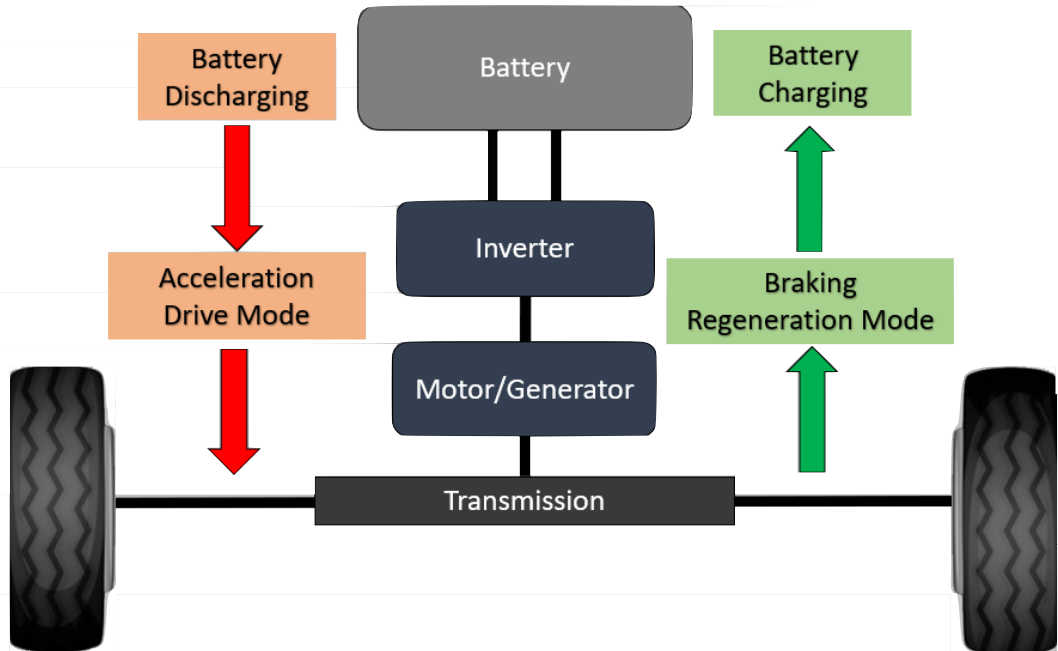 Battery
Discharging
Battery
Battery
Charging
Inverter
Acceleration
Drive Mode
Braking
Regeneration Mode
Motor/Generator
Transmission